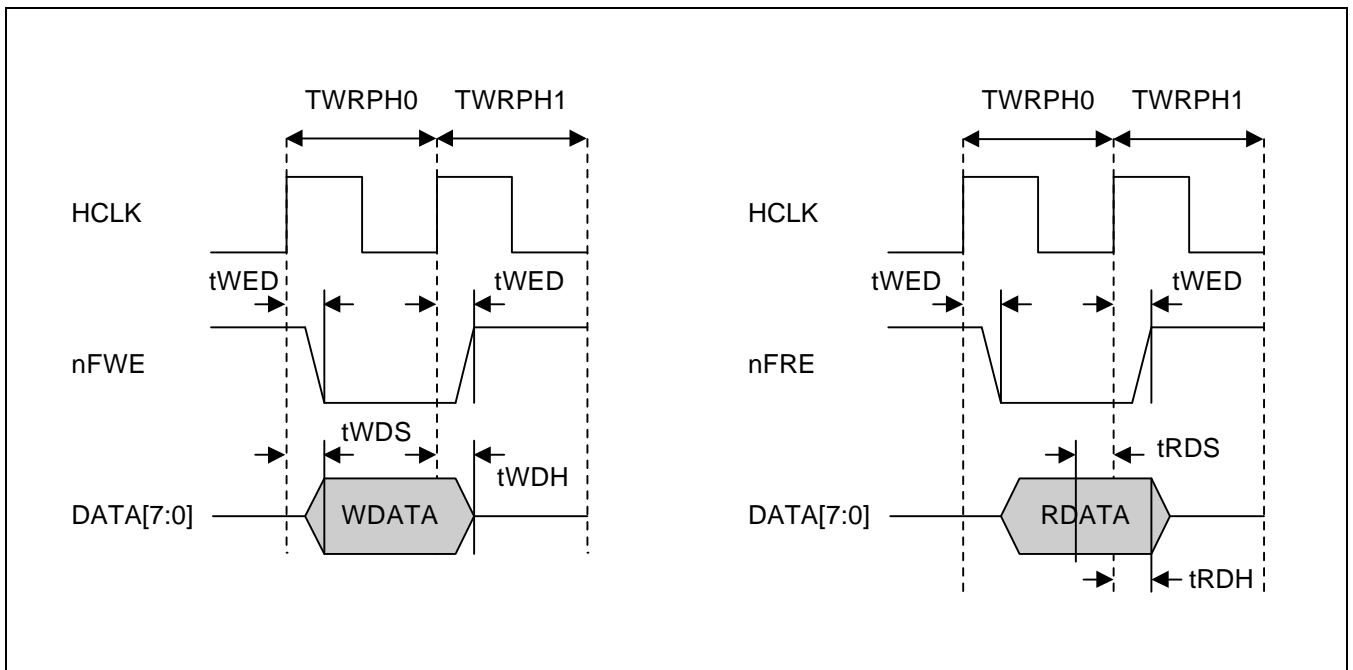 TWRPH0 TWRPH1
HCLK
tWED tWED
nFWE
tWDS
tWDH
DATA[7:0] WDATA
TWRPH0 TWRPH1
HCLK
tWED tWED
nFRE
tRDS
DATA[7:0] RDATA
tRDH